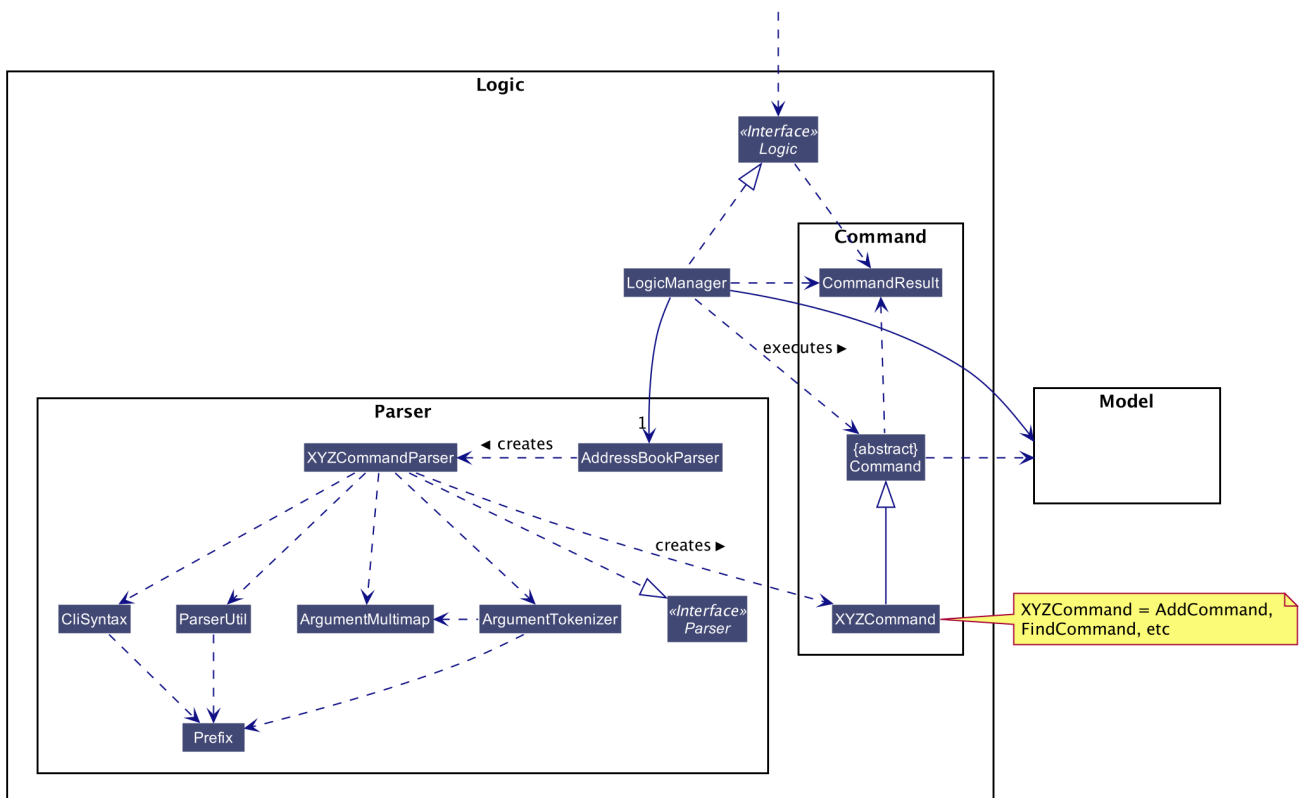 Logic
«Interface»
Logic
Command
LogicManager
CommandResult
executes ►
Model
Parser
1
{abstract}
Command
XYZCommandParser
◄ creates
AddressBookParser
creates ►
CliSyntax
ParserUtil
ArgumentMultimap
ArgumentTokenizer
«Interface»
Parser
XYZCommand
XYZCommand = AddCommand,
FindCommand, etc
Prefix